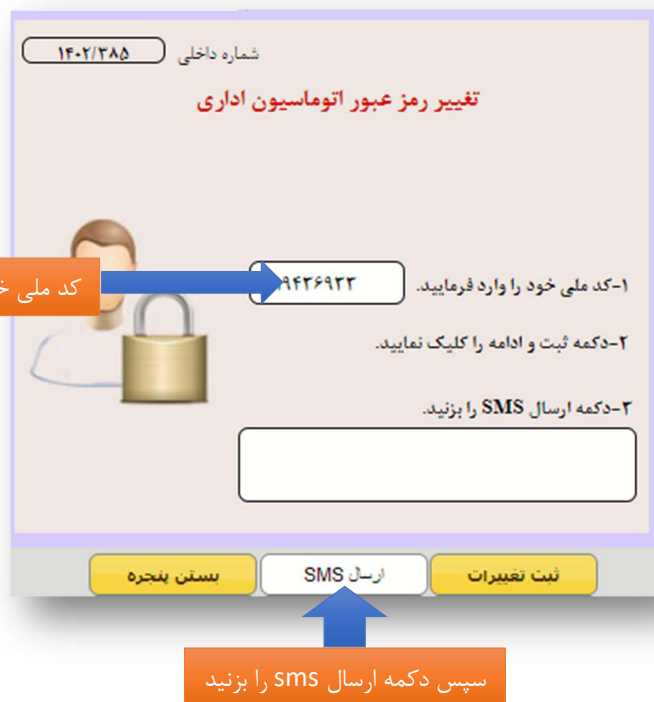 شماره داخلی ۱۴۰۲/۳۸۵
تغییر رمز عبور اتوماسیون اداری
۱-کد ملی خود را وارد فرمایید. ۹۴۳۶۹۳۳
کد ملی
۲-دکمه ثبت و ادامه را کلیک نمایید.
۳-دکمه ارسال SMS را بزنید.
ثبت تغییرات ارسال SMS بستن پنجره
سپس دکمه ارسال sms را بزنید